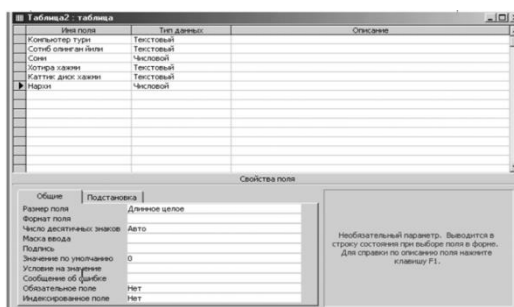 Таблица2 : таблица
Имя поля Тип данных Описание
Компьютер тури Текстовый
Сотиб олинган йили Текстовый
Сони Числовой
Хотира хажми Текстовый
Каттик диск хажми Текстовый
Нархи Числовой
Свойства поля
Общие Подстановка
Размер поля Длинное целое
Формат поля
Число десятичных знаков Авто
Маска ввода
Подпись
Значение по умолчанию 0
Условие на значение
Сообщение об ошибке
Обязательное поле Нет
Индексированное поле Нет
Необязательный параметр. Выводится в
строку состояния при выборе поля в форме.
Для справки по описанию поля нажмите
клавишу F1.